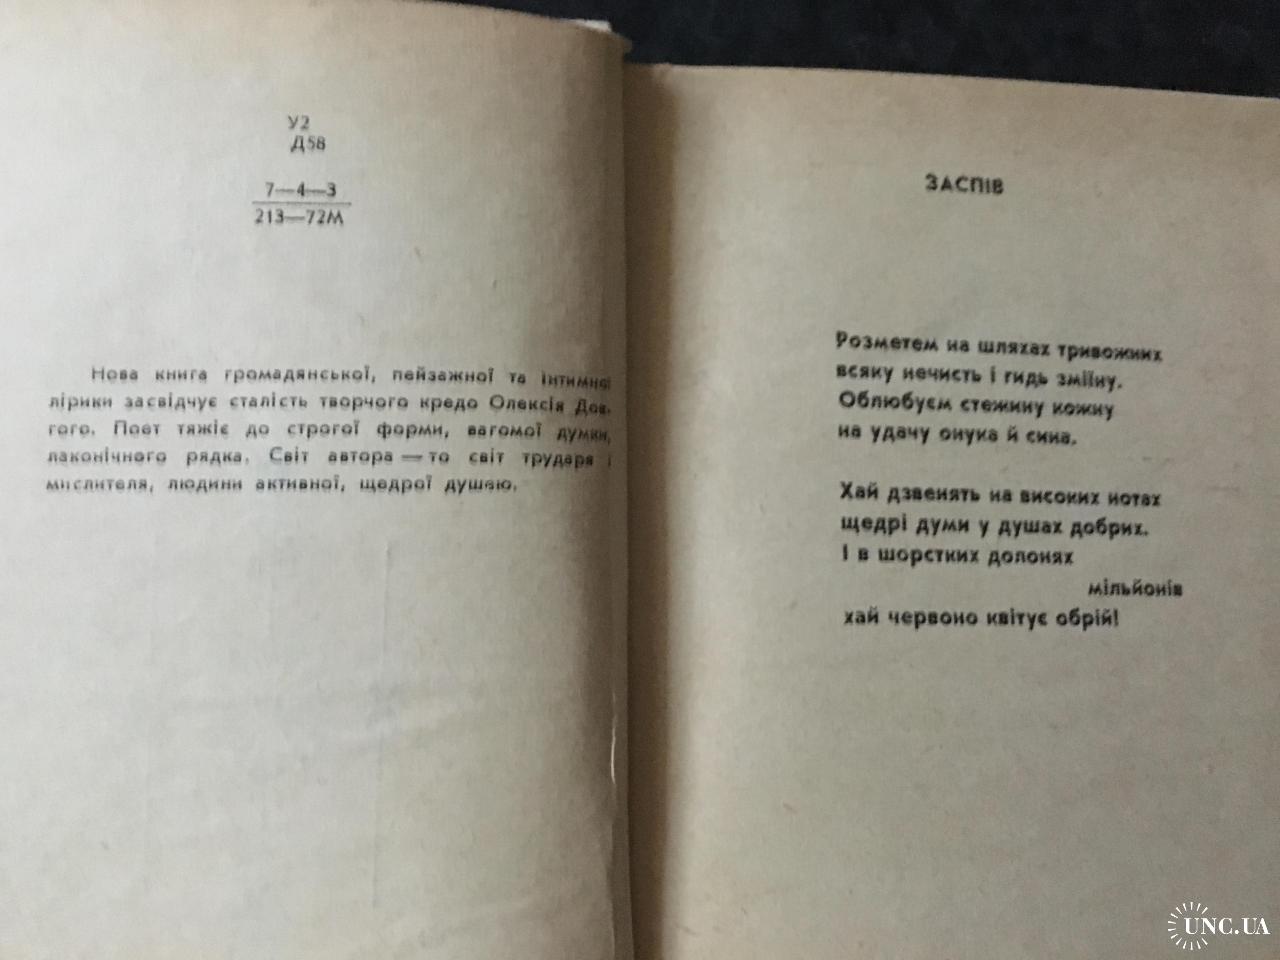 У2
Д58
7—4—3
213—72М
Нова книга громадянської, пейзажної та інтимної
лірики засвідчує сталість творчого кредо Олексія Дов-
гого. Поет тяжіє до строгої форми, вагомої думки,
лаконічного рядка. Світ автора — то світ трударя і
мислителя, людини активної, щедрої душею.
ЗАСПІВ
Розметем на шляхах тривожних
всяку нечисть і гидь зміїну.
Облюбуєм стежину кожну
на удачу онука й сина.
Хай дзвенять на високих нотах
щедрі думи у душах добрих.
І в шорстких долонях
мільйонів
хай червоно квітує обрій!
UNC.UA